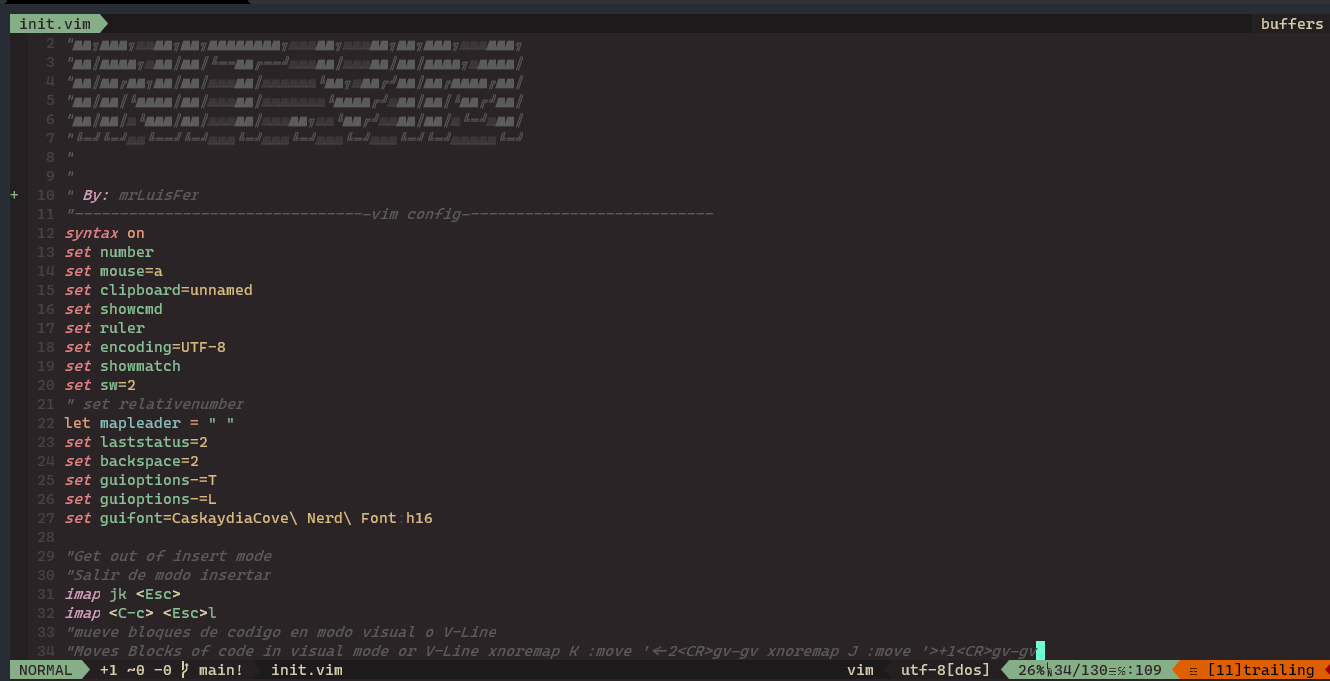 init.vim buffers
2 "
3 "
4 "
5 "
6 "
7 "
8 "
9 "
+ 10 " By: mrLuisFer
11 "--------------------------------vim config---------------------------
12 syntax on
13 set number
14 set mouse=a
15 set clipboard=unnamed
16 set showcmd
17 set ruler
18 set encoding=UTF-8
19 set showmatch
20 set sw=2
21 " set relativenumber
22 let mapleader = " "
23 set laststatus=2
24 set backspace=2
25 set guioptions-=T
26 set guioptions-=L
27 set guifont=CaskaydiaCove\ Nerd\ Font:h16
28
29 "Get out of insert mode
30 "Salir de modo insertar
31 imap jk <Esc>
32 imap <C-c> <Esc>l
33 "mueve bloques de codigo en modo visual o V-Line
34 "Moves Blocks of code in visual mode or V-Line xnoremap K :move '<-2<CR>gv-gv xnoremap J :move '>+1<CR>gv-gv
NORMAL +1 ~0 -0 main! init.vim vim utf-8[dos] 26% 34/130 :109 [11]trailing